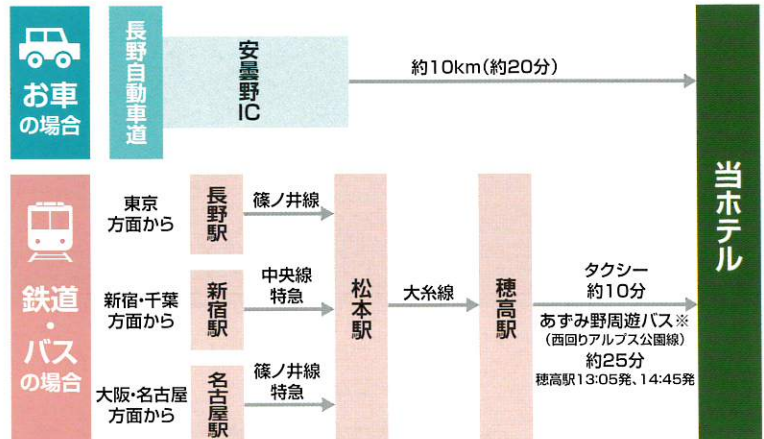 お車
の場合
長野自動車道
安曇野IC
約10km(約20分)
当ホテル
鉄道・バス
の場合
東京
方面から
長野駅
篠ノ井線
新宿・千葉
方面から
新宿駅
中央線
特急
大阪・名古屋
方面から
名古屋駅
篠ノ井線
特急
松本駅
大糸線
穂高駅
タクシー
約10分
あずみ野周遊バス※
(西回りアルプス公園線)
約25分
穂高駅13:05発、14:45発